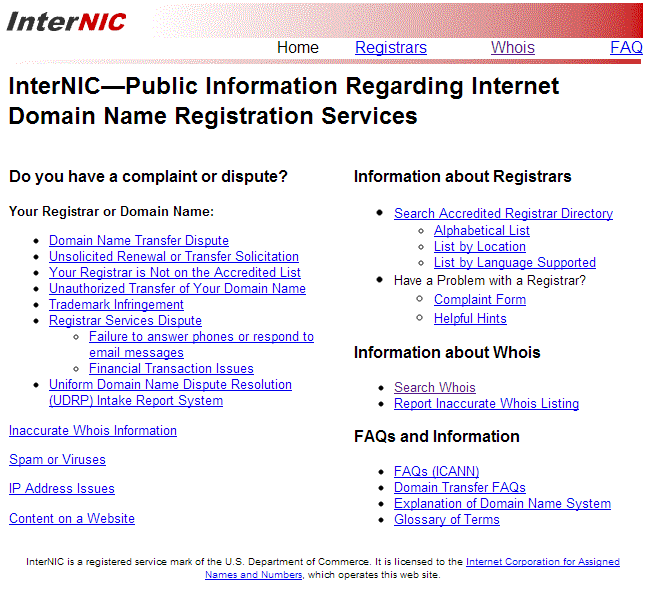 InterNIC
Home Registrars Whois FAQ
InterNIC—Public Information Regarding Internet
Domain Name Registration Services
Do you have a complaint or dispute?
Your Registrar or Domain Name:
Domain Name Transfer Dispute
Unsolicited Renewal or Transfer Solicitation
Your Registrar is Not on the Accredited List
Unauthorized Transfer of Your Domain Name
Trademark Infringement
Registrar Services Dispute
Failure to answer phones or respond to
email messages
Financial Transaction Issues
Uniform Domain Name Dispute Resolution
(UDRP) Intake Report System
Inaccurate Whois Information
Spam or Viruses
IP Address Issues
Content on a Website
Information about Registrars
Search Accredited Registrar Directory
Alphabetical List
List by Location
List by Language Supported
Have a Problem with a Registrar?
Complaint Form
Helpful Hints
Information about Whois
Search Whois
Report Inaccurate Whois Listing
FAQs and Information
FAQs (ICANN)
Domain Transfer FAQs
Explanation of Domain Name System
Glossary of Terms
InterNIC is a registered service mark of the U.S. Department of Commerce. It is licensed to the Internet Corporation for Assigned
Names and Numbers, which operates this web site.